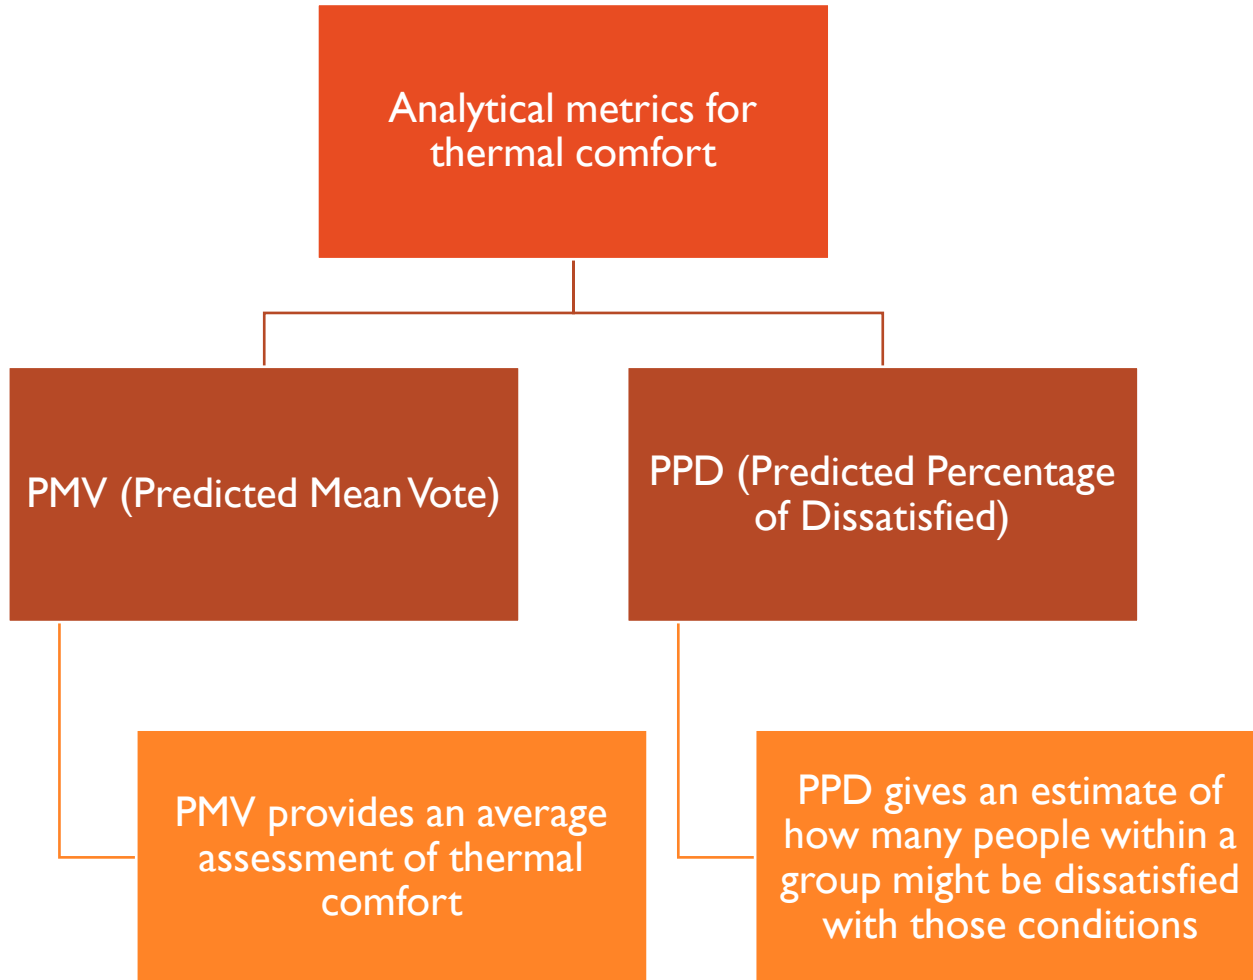 Analytical metrics for
thermal comfort
PMV (Predicted Mean Vote)
PPD (Predicted Percentage
of Dissatisfied)
PMV provides an average
assessment of thermal
comfort
PPD gives an estimate of
how many people within a
group might be dissatisfied
with those conditions